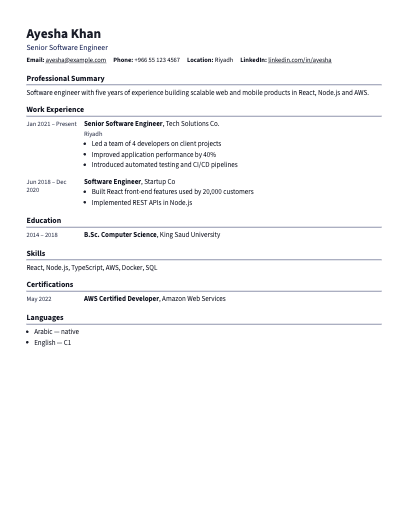 Ayesha Khan
Senior Software Engineer
Email: ayesha@example.com Phone: +966 55 123 4567 Location: Riyadh LinkedIn: linkedin.com/in/ayesha
Professional Summary
Software engineer with five years of experience building scalable web and mobile products in React, Node.js and AWS.
Work Experience
Jan 2021 – Present Senior Software Engineer, Tech Solutions Co.
Riyadh
• Led a team of 4 developers on client projects
• Improved application performance by 40%
• Introduced automated testing and CI/CD pipelines
Jun 2018 – Dec 2020 Software Engineer, Startup Co
• Built React front-end features used by 20,000 customers
• Implemented REST APIs in Node.js
Education
2014 – 2018 B.Sc. Computer Science, King Saud University
Skills
React, Node.js, TypeScript, AWS, Docker, SQL
Certifications
May 2022 AWS Certified Developer, Amazon Web Services
Languages
• Arabic — native
• English — C1